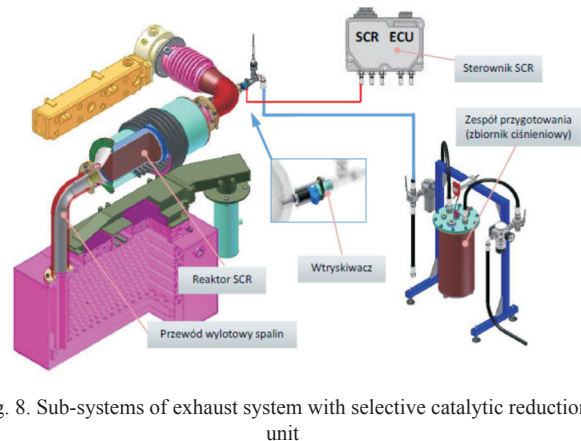 SCR ECU
Sterownik SCR
Zespół przygotowania
(zbiornik ciśnieniowy)
Wtryskiwacz
Reaktor SCR
Przewód wylotowy spalin
g. 8. Sub-systems of exhaust system with selective catalytic reduction
unit